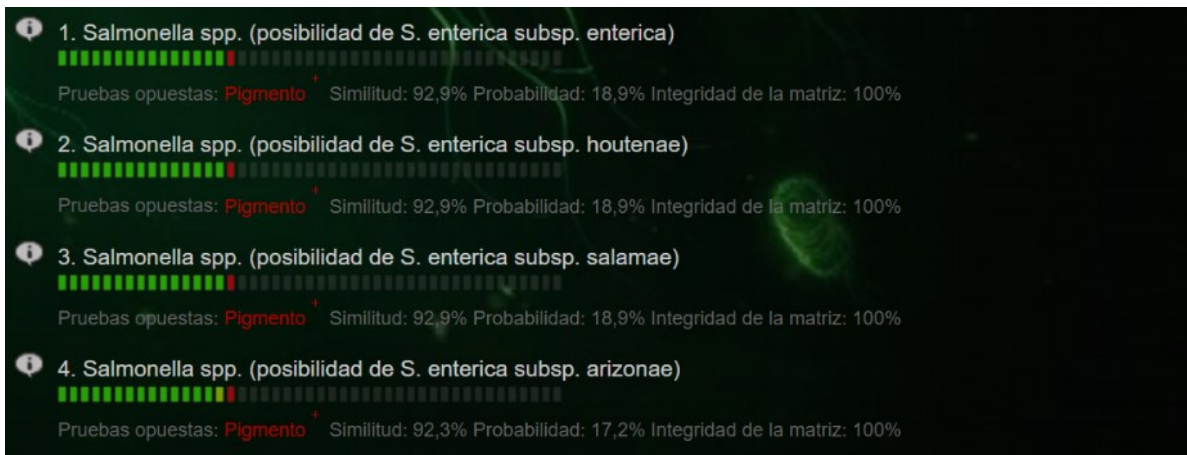 1. Salmonella spp. (posibilidad de S. enterica subsp. enterica)
Pruebas opuestas: Pigmento + Similitud: 92,9% Probabilidad: 18,9% Integridad de la matriz: 100%
2. Salmonella spp. (posibilidad de S. enterica subsp. houtenae)
Pruebas opuestas: Pigmento + Similitud: 92,9% Probabilidad: 18,9% Integridad de la matriz: 100%
3. Salmonella spp. (posibilidad de S. enterica subsp. salamae)
Pruebas opuestas: Pigmento + Similitud: 92,9% Probabilidad: 18,9% Integridad de la matriz: 100%
4. Salmonella spp. (posibilidad de S. enterica subsp. arizonae)
Pruebas opuestas: Pigmento + Similitud: 92,3% Probabilidad: 17,2% Integridad de la matriz: 100%